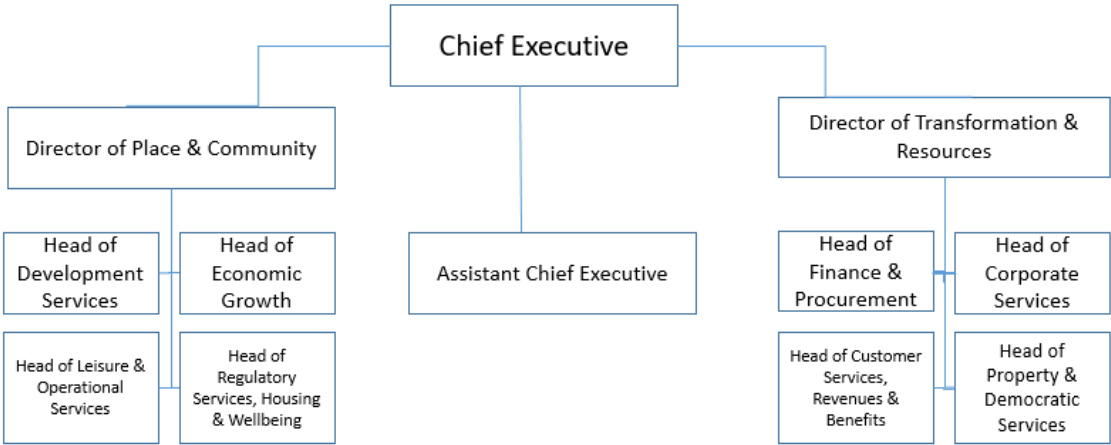 Chief Executive
Director of Place & Community
Director of Transformation &
Resources
Head of
Development
Services
Head of
Economic
Growth
Assistant Chief Executive
Head of
Finance &
Procurement
Head of
Corporate
Services
Head of Leisure &
Operational
Services
Head of
Regulatory
Services, Housing
& Wellbeing
Head of Customer
Services,
Revenues &
Benefits
Head of
Property &
Democratic
Services